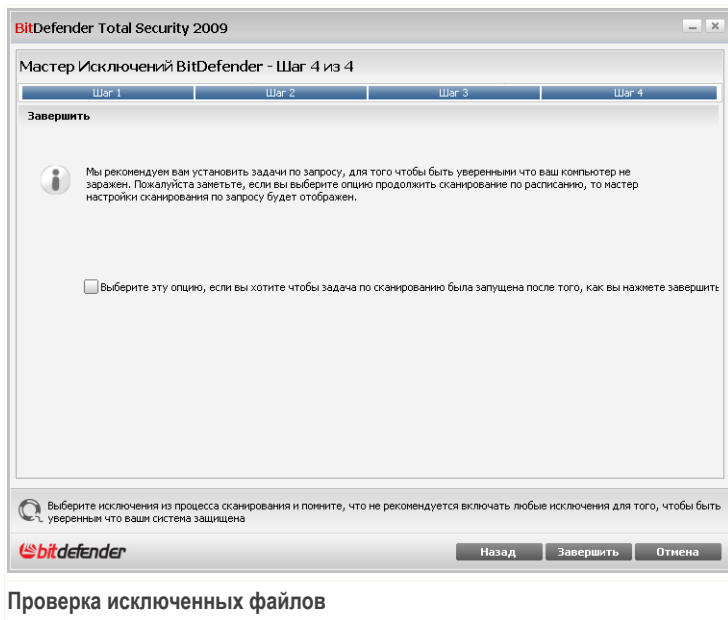 BitDefender Total Security 2009
Мастер Исключений BitDefender - Шаг 4 из 4
Шаг 1 Шаг 2 Шаг 3 Шаг 4
Завершить
Мы рекомендуем вам установить задачи по запросу, для того чтобы быть уверенными что ваш компьютер не
заражен. Пожалуйста заметьте, если вы выберите опцию продолжить сканирование по расписанию, то мастер
настройки сканирования по запросу будет отображен.
Выберите эту опцию, если вы хотите чтобы задача по сканированию была запущена после того, как вы нажмете завершить
Выберите исключения из процесса сканирования и помните, что не рекомендуется включать любые исключения для того, чтобы быть
уверенным что вашм система защищена
bitdefender
Назад Завершить Отмена
Проверка исключенных файлов